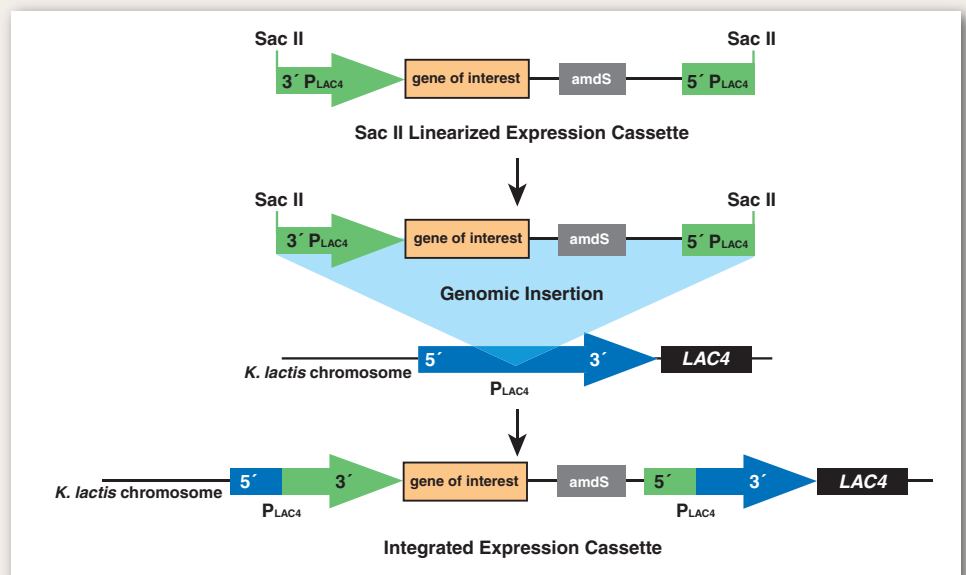 Sac II Sac II
3´ PLAC4 gene of interest amdS 5´ PLAC4
Sac II Linearized Expression Cassette
Sac II Sac II
3´ PLAC4 gene of interest amdS 5´ PLAC4
Genomic Insertion
5´ 3´ LAC4
K. lactis chromosome
PLAC4
5´ 3´ gene of interest amdS 5´ 3´ LAC4
K. lactis chromosome
PLAC4 PLAC4
Integrated Expression Cassette